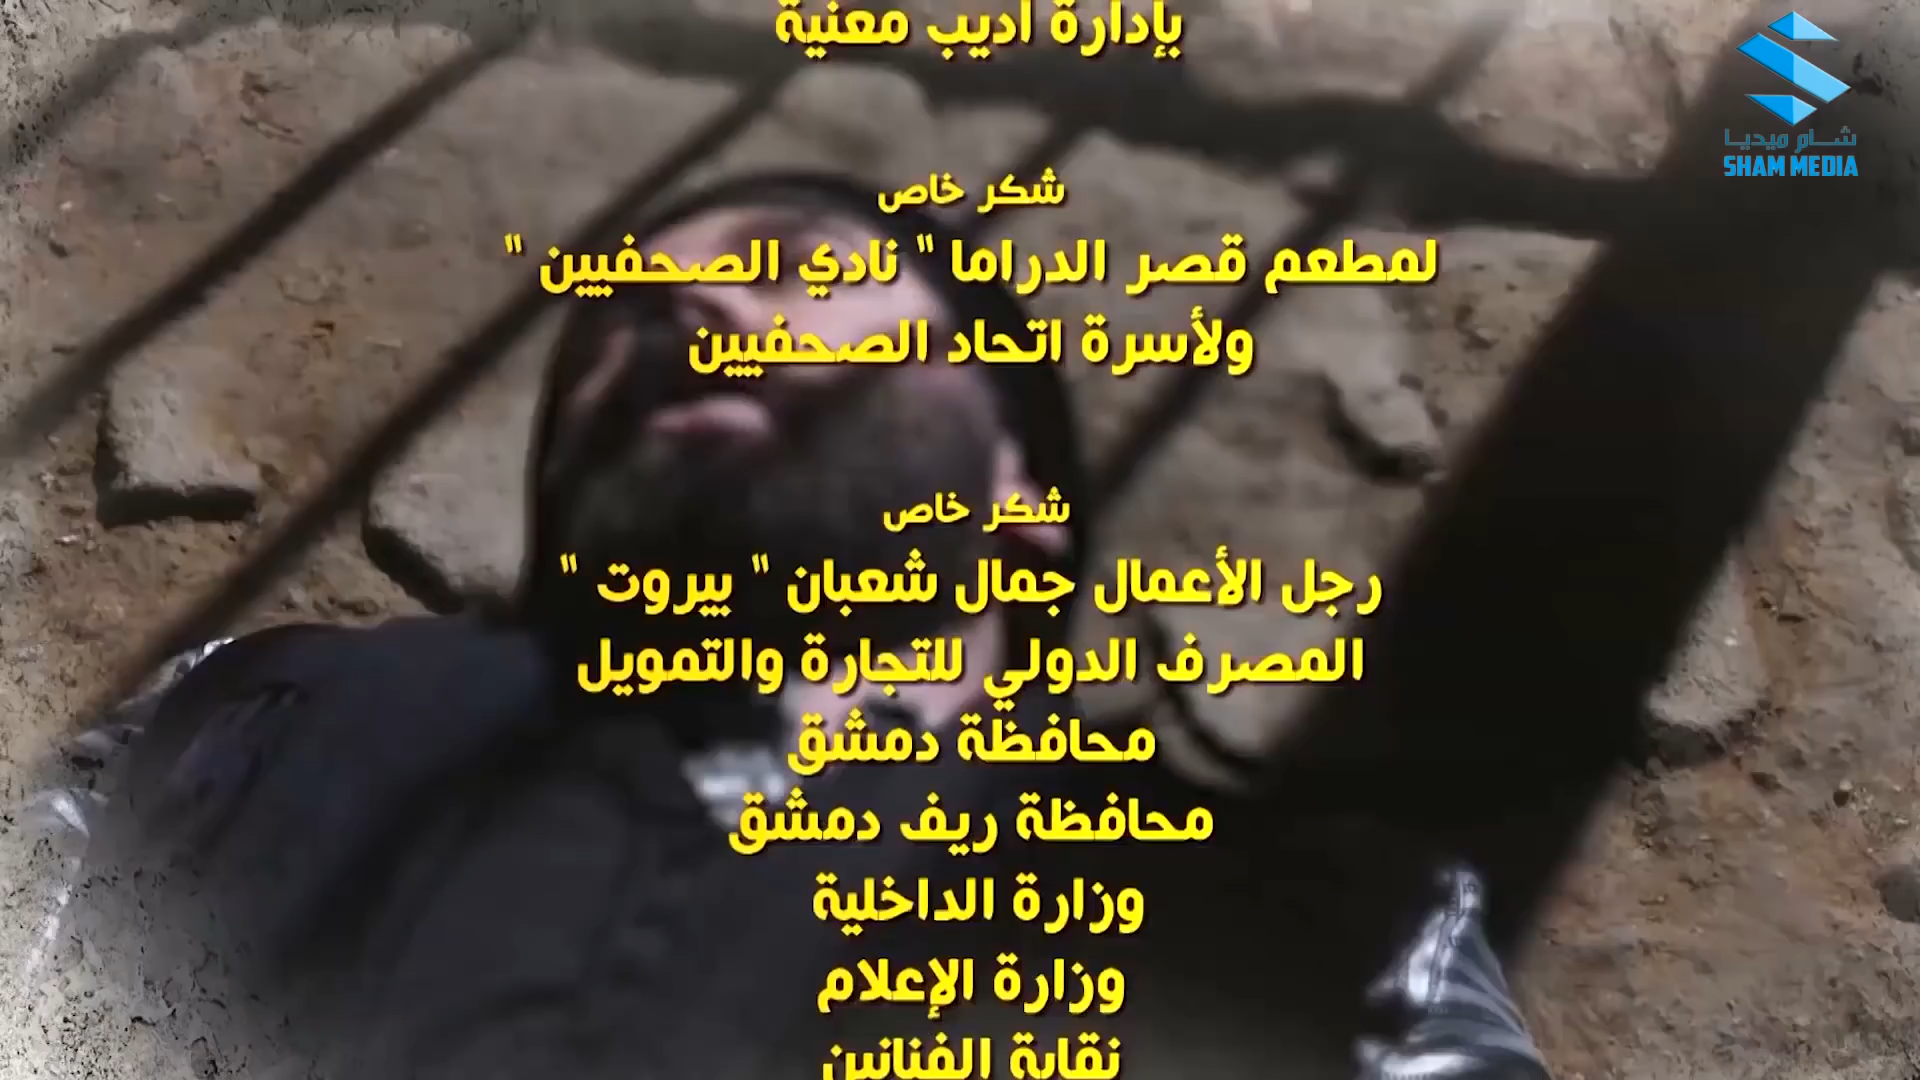 بإدارة أديب معنية
شام ميديا
SHAM MEDIA
شكر خاص
لمطعم قصر الدراما " نادي الصحفيين "
ولأسرة اتحاد الصحفيين
شكر خاص
رجل الأعمال جمال شعبان " بيروت "
المصرف الدولي للتجارة والتمويل
محافظة دمشق
محافظة ريف دمشق
وزارة الداخلية
وزارة الإعلام
نقابة الفنانين